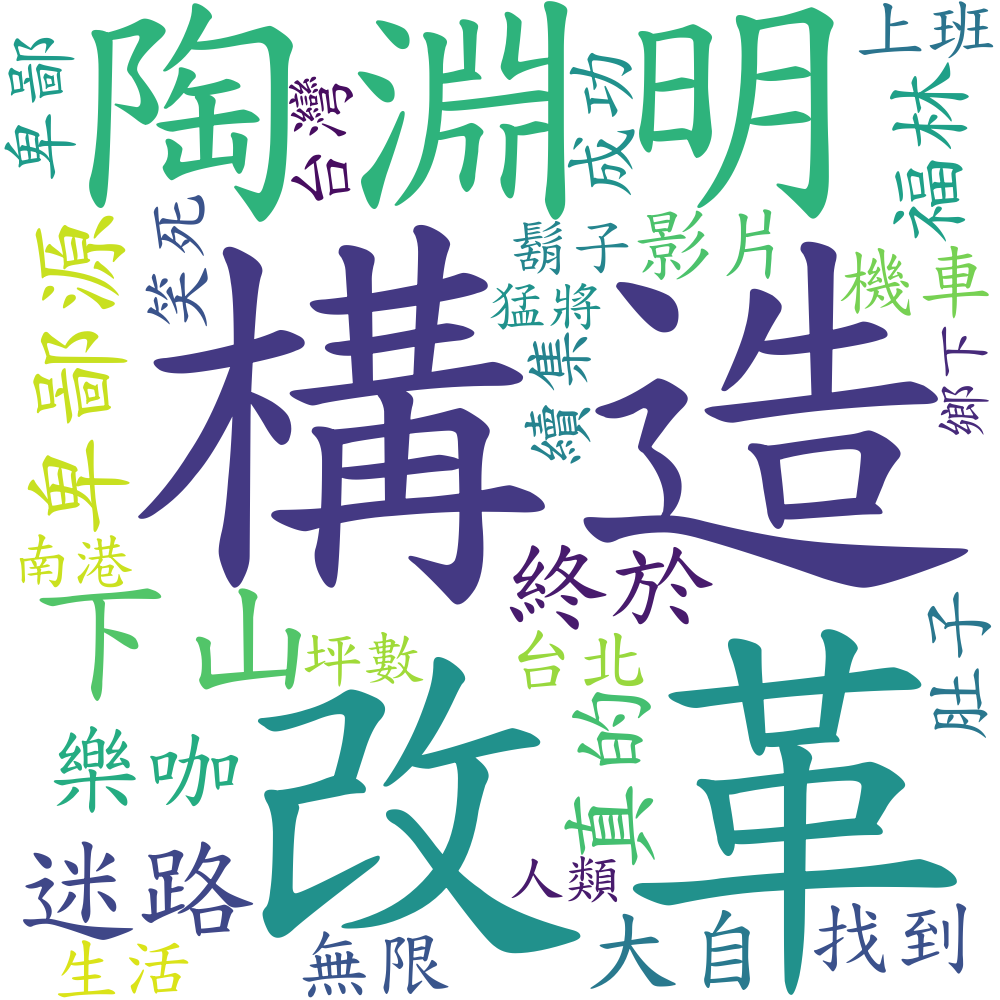 卑鄙
陶淵明
台灣
成功
上班
福林
卑鄙源
笑死
鬍子
影片
機車
構造
猛將
續集
鄉下
南港
終於
下山
坪數
台北
肚子
改革
真的
樂咖
迷路
人類
生活
無限
大自
找到